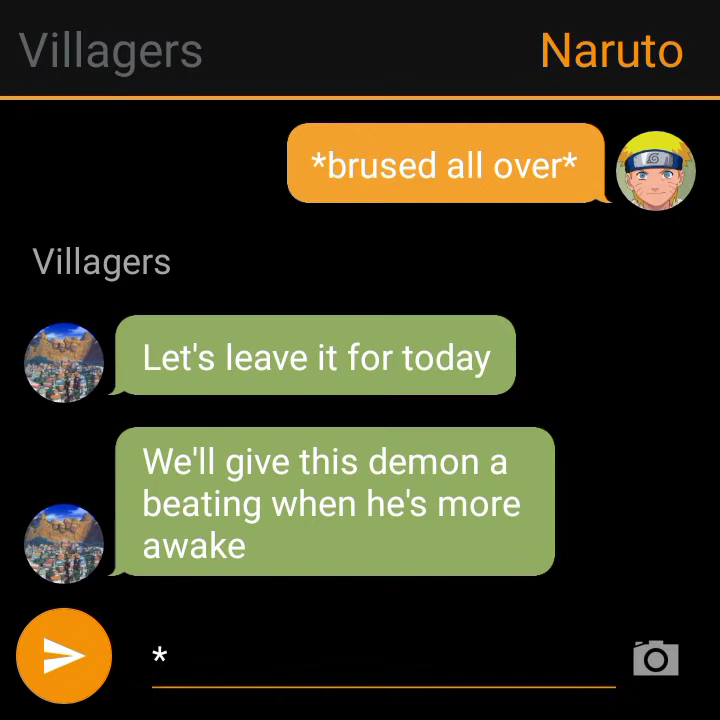 Villagers
Naruto
*brused all over*
Villagers
Let's leave it for today
We'll give this demon a
beating when he's more
awake
*